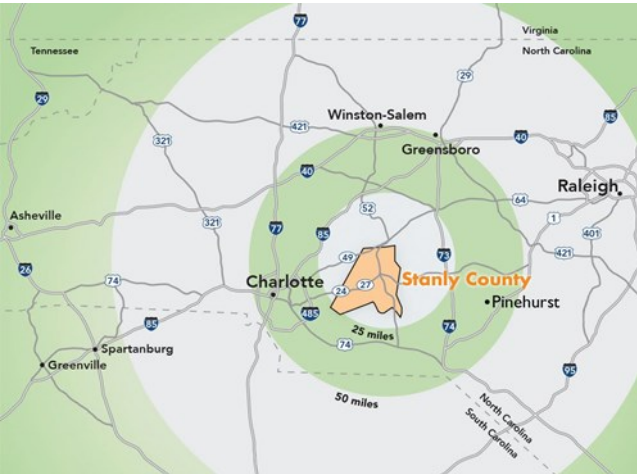 77
Virginia
Tennessee
North Carolina
29
29
Winston-Salem
85
421
321
Greensboro
40
40
Raleigh
64
52
Asheville
321
77
85
1
401
49
73
421
26
74
Charlotte
24
27
Stanly County
Pinehurst
485
85
25 miles
74
74
Spartanburg
Greenville
95
50 miles
North Carolina
South Carolina